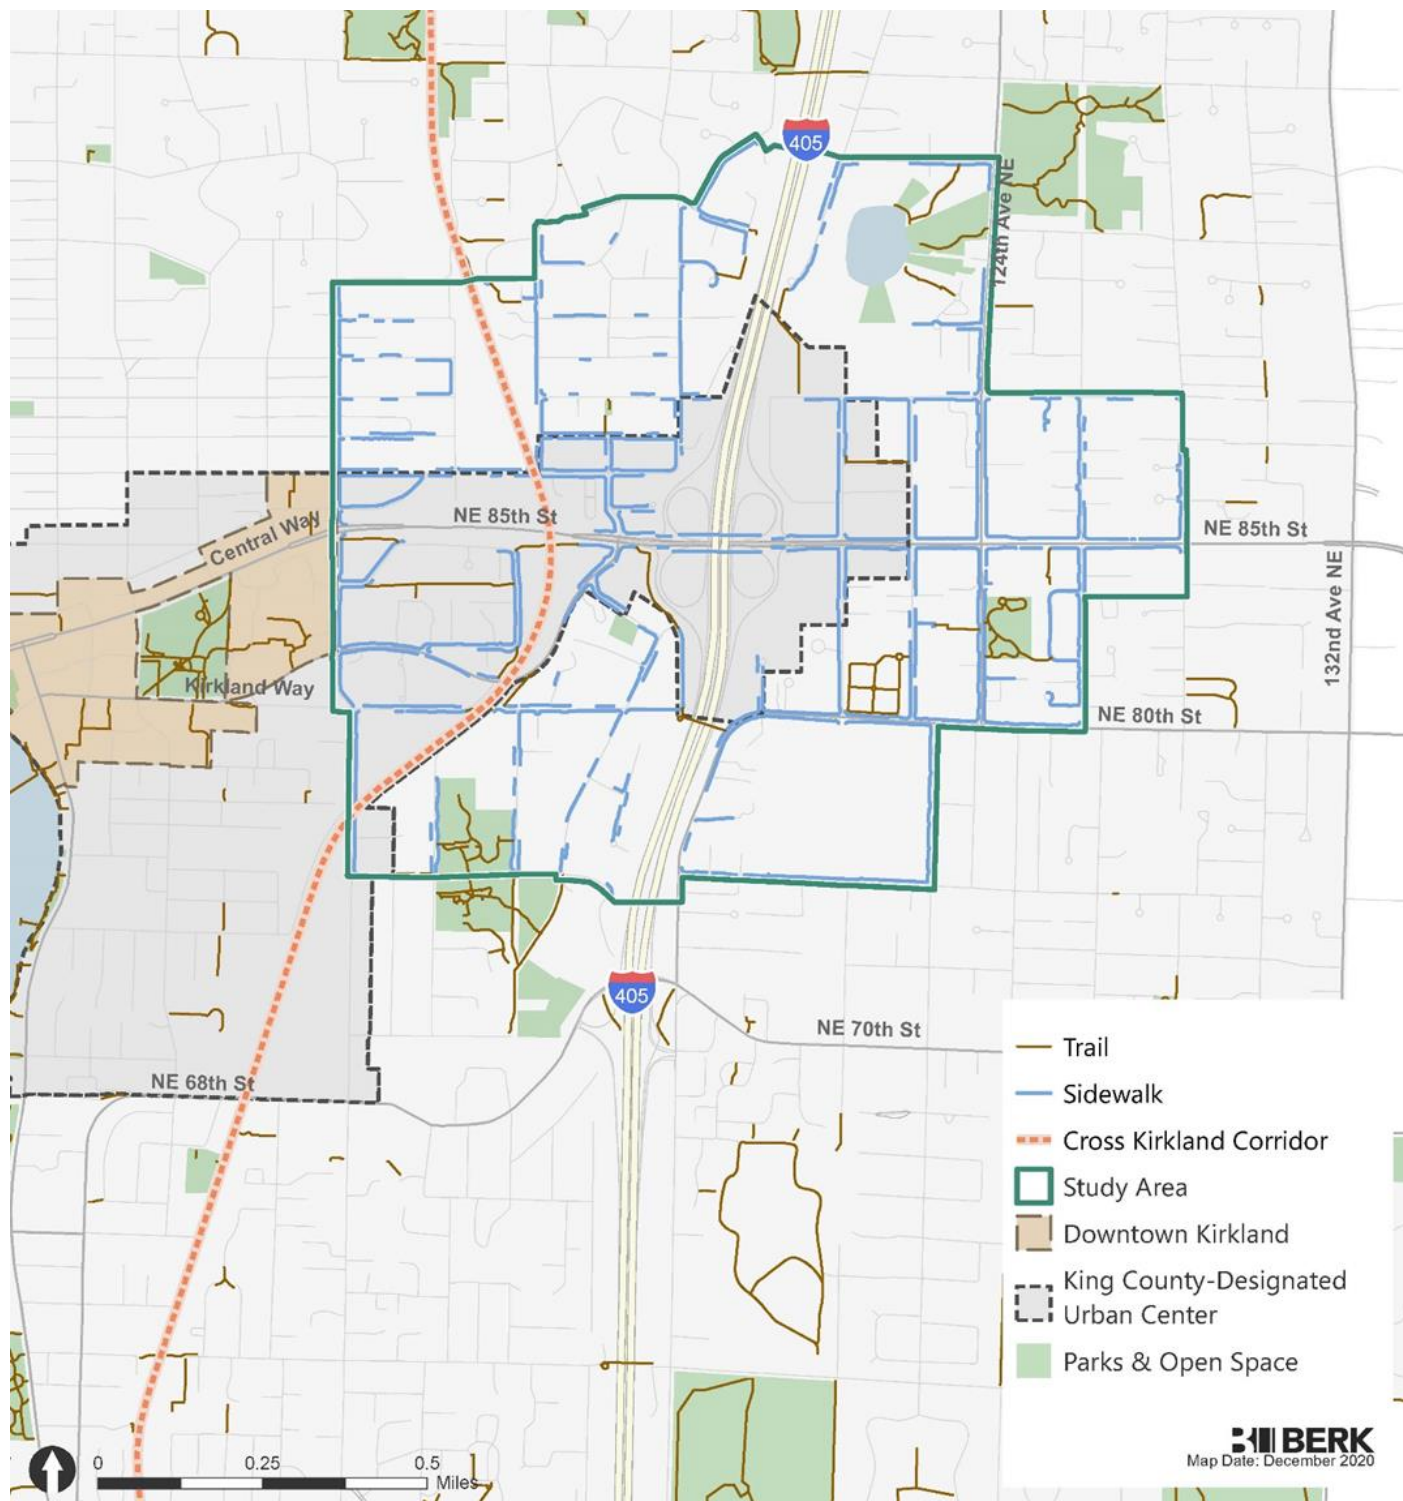 405
124th Ave NE
NE 85th St
Central Way
NE 85th St
132nd Ave NE
Kirkland Way
NE 80th St
405
NE 70th St
NE 68th St
Trail
Sidewalk
Cross Kirkland Corridor
Study Area
Downtown Kirkland
King County-Designated
Urban Center
Parks & Open Space
BERK
Map Date: December 2020
0 0.25 0.5
Miles